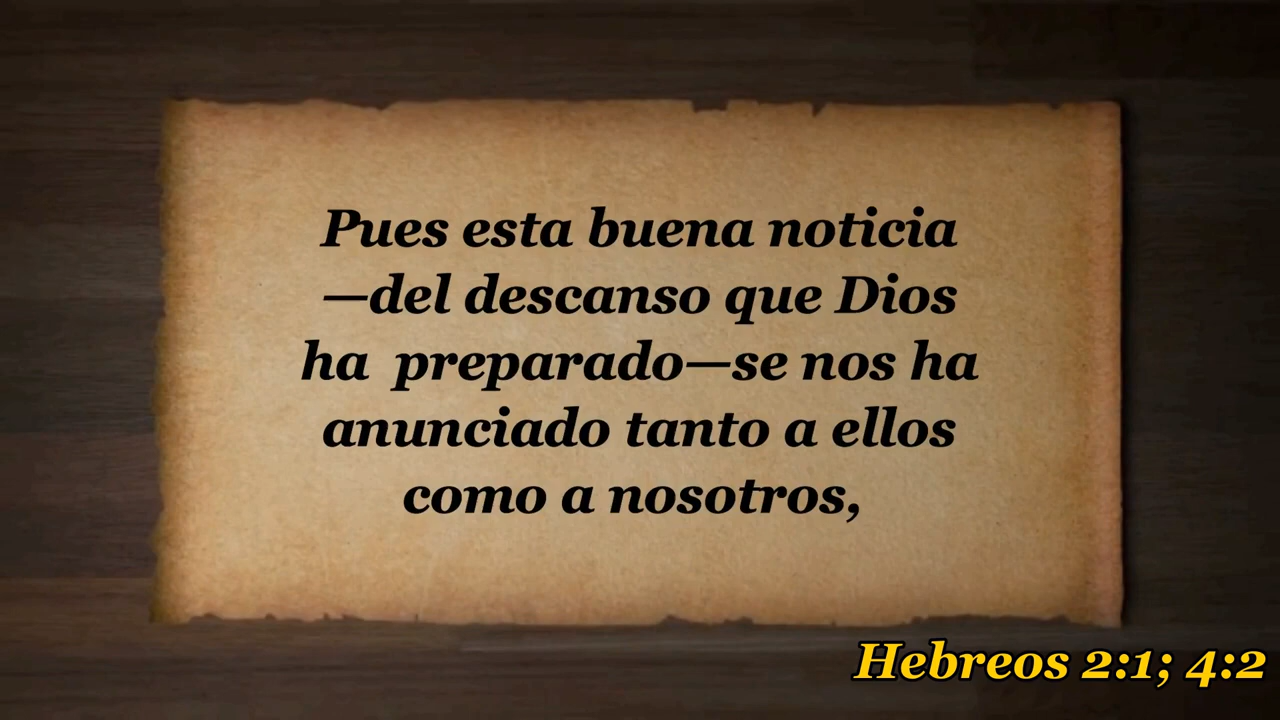 Pues esta buena noticia
—del descanso que Dios
ha  preparado—se nos ha
anunciado tanto a ellos
como a nosotros,
Hebreos 2:1; 4:2